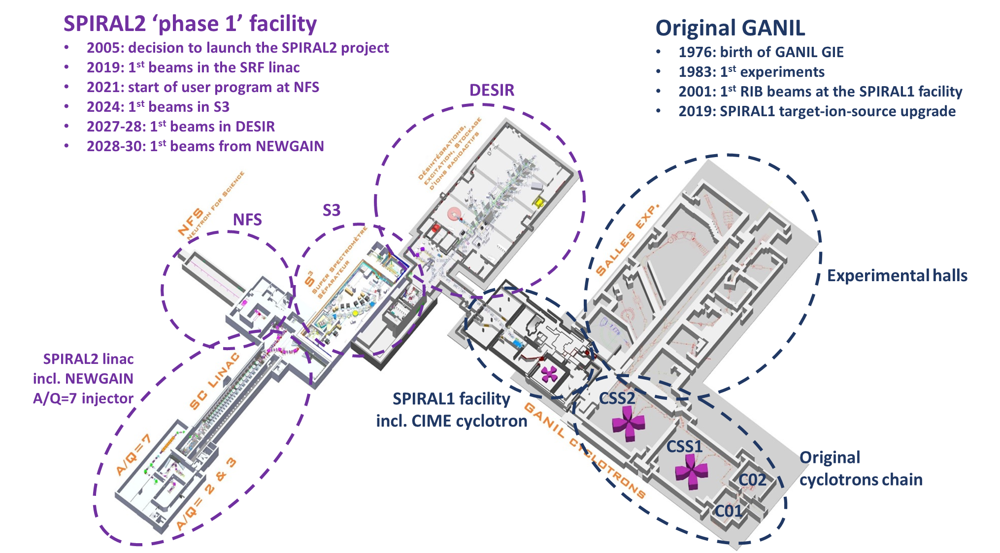 SPIRAL2 ‘phase 1’ facility
• 2005: decision to launch the SPIRAL2 project
• 2019: 1st beams in the SRF linac
• 2021: start of user program at NFS
• 2024: 1st beams in S3
• 2027-28: 1st beams in DESIR
• 2028-30: 1st beams from NEWGAIN
Original GANIL
• 1976: birth of GANIL GIE
• 1983: 1st experiments
• 2001: 1st RIB beams at the SPIRAL1 facility
• 2019: SPIRAL1 target-ion-source upgrade
DESIR
DÉSINTÉGRATIONS,
EXCITATION, STOCKAGE
D'IONS RADIOACTIFS
NFS
NEUTRON FOR SCIENCE
NFS
S3
S³
SUPER SPECTROMÈTRE
SÉPARATEUR
SALLES EXP.
Experimental halls
SPIRAL2 linac
incl. NEWGAIN
A/Q=7 injector
SC LINAC
A/Q=7
A/Q= 2 & 3
SPIRAL1 facility
incl. CIME cyclotron
GANIL CYCLOTRONS
CSS2
CSS1
C02
C01
Original
cyclotrons chain